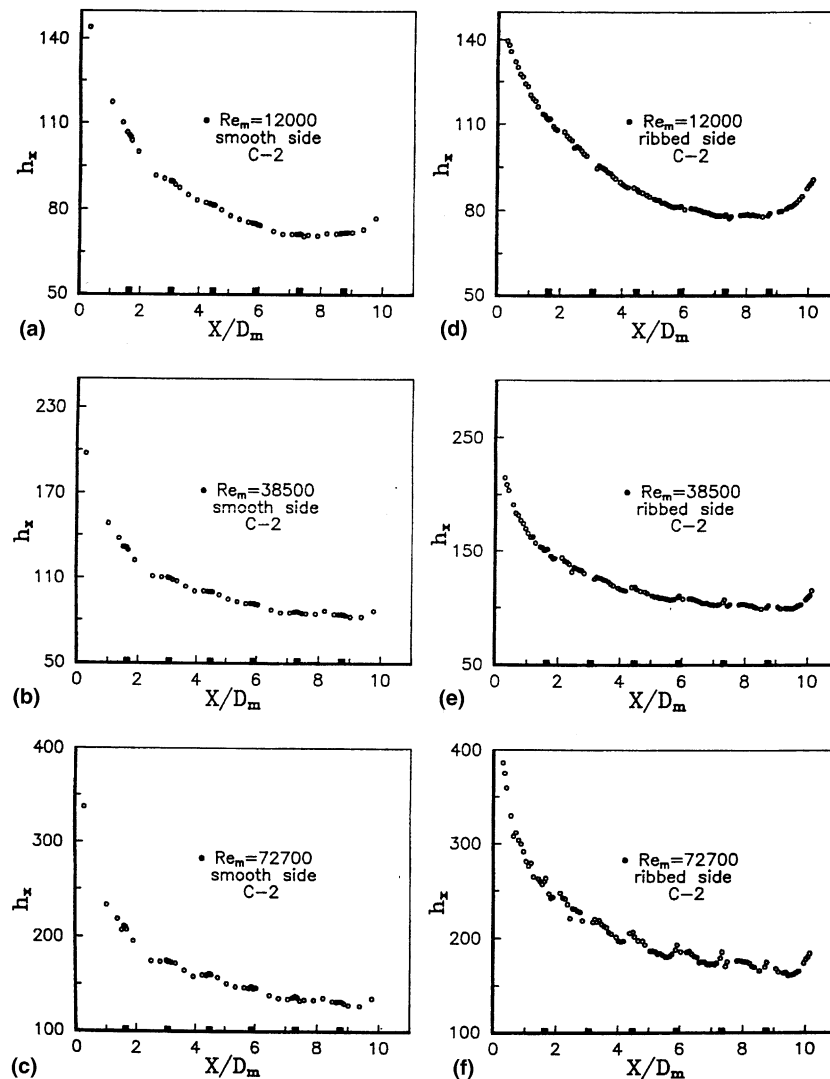 140
110
80
50
h_x
● Re_m=12000
smooth side
C-2
0 2 4 6 8 10
(a)
X/D_m
140
110
80
50
h_x
● Re_m=12000
ribbed side
C-2
0 2 4 6 8 10
(d)
X/D_m
230
170
110
50
h_x
● Re_m=38500
smooth side
C-2
0 2 4 6 8 10
(b)
X/D_m
250
150
50
h_x
● Re_m=38500
ribbed side
C-2
0 2 4 6 8 10
(e)
X/D_m
400
300
200
100
h_x
● Re_m=72700
smooth side
C-2
0 2 4 6 8 10
(c)
X/D_m
400
300
200
100
h_x
● Re_m=72700
ribbed side
C-2
0 2 4 6 8 10
(f)
X/D_m